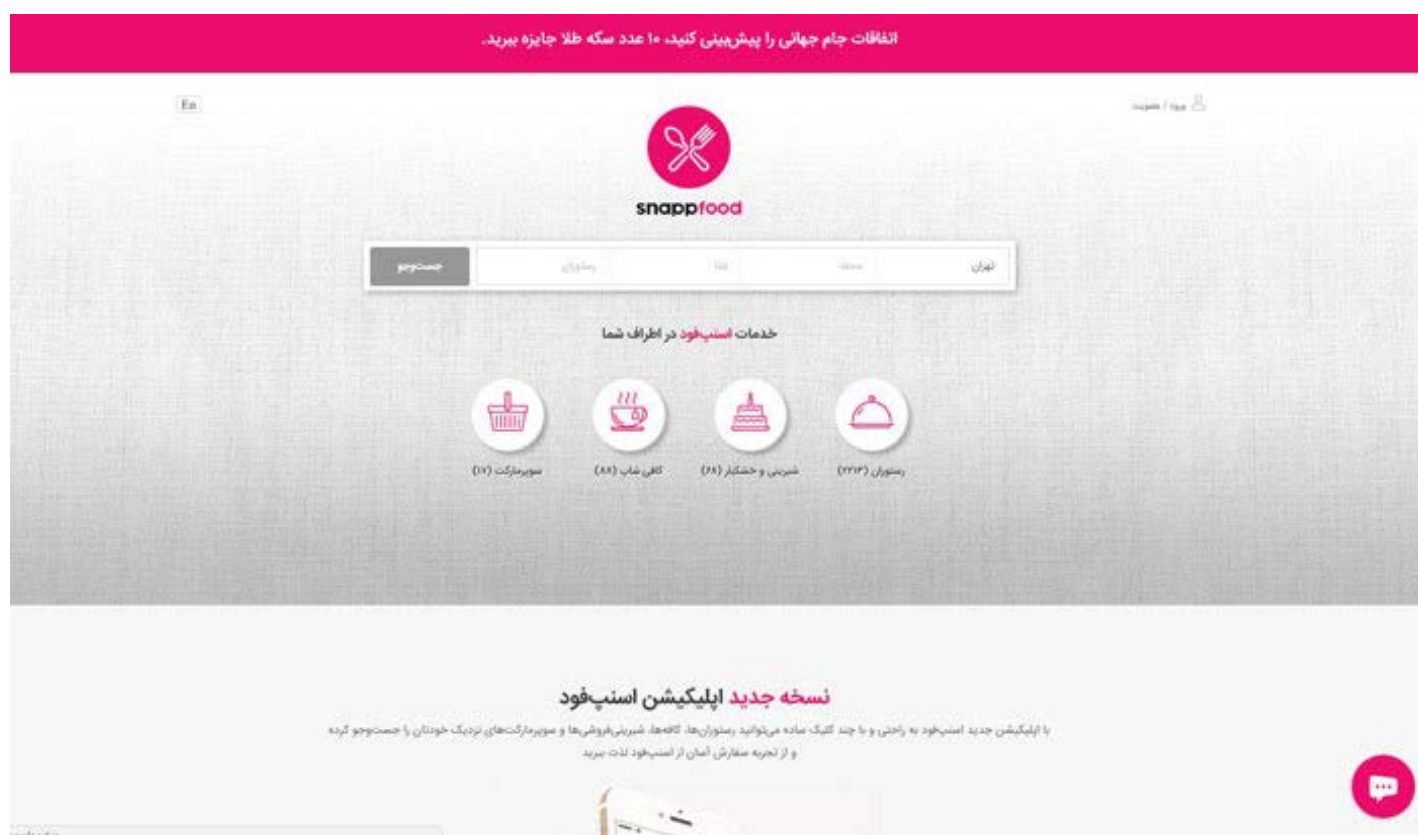 اتفاقات جام جهانی را پیش‌بینی کنید، ۱۰ عدد سکه طلا جایزه ببرید.
ورود / عضویت
En
snappfood
تهران محله غذا رستوران جست‌وجو
خدمات اسنپ‌فود در اطراف شما
رستوران (۲۲۱۳) شیرینی و خشکبار (۶۸) کافی شاپ (۸۸) سوپرمارکت (۱۷)
نسخه جدید اپلیکیشن اسنپ‌فود
با اپلیکیشن جدید اسنپ‌فود به راحتی و با چند کلیک ساده می‌توانید رستوران‌ها، کافه‌ها، شیرینی‌فروشی‌ها و سوپرمارکت‌های نزدیک خودتان را جست‌وجو کرده
و از تجربه سفارش آسان از اسنپ‌فود لذت ببرید